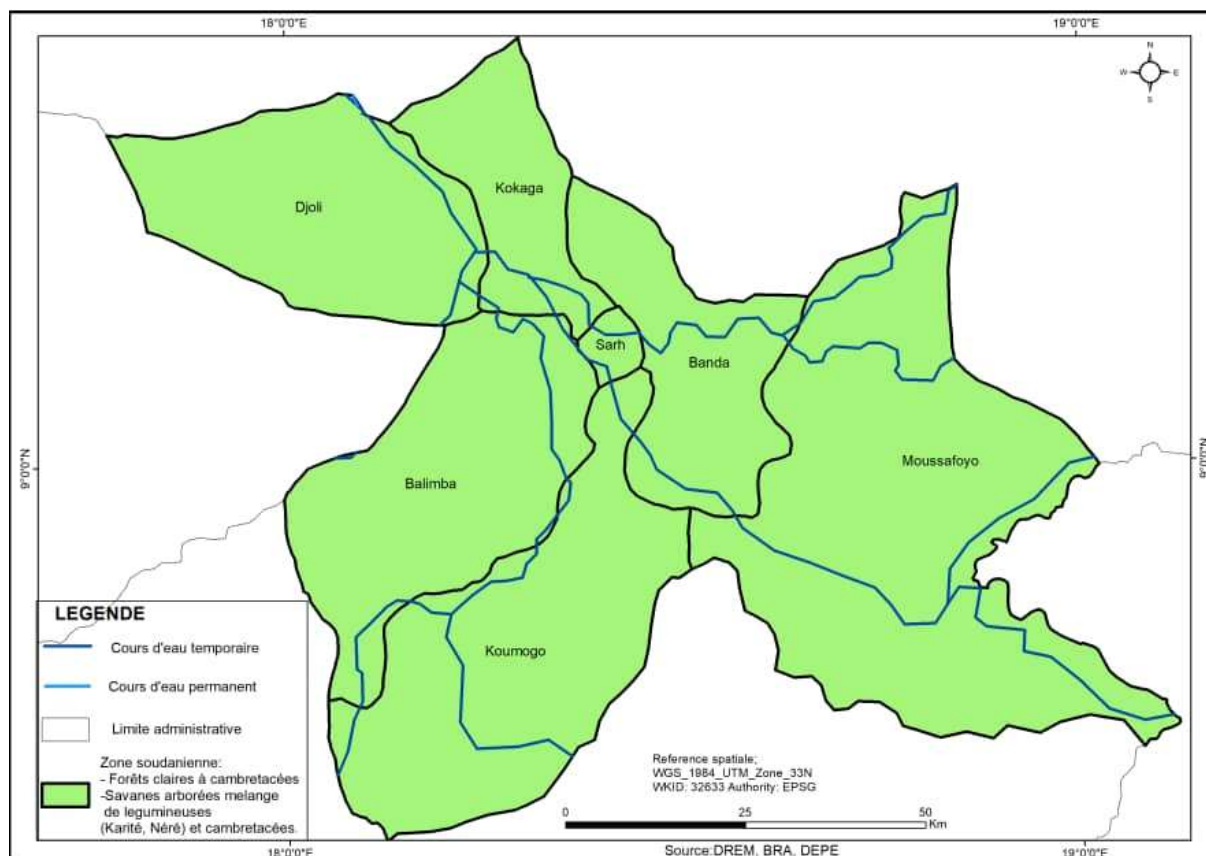 18°0'0"E
19°0'0"E
N
W
E
S
Kokaga
Djoli
Sarh
Banda
Moussafoyo
9°0'0"N
9°0'0"N
Balimba
Koumogo
LEGENDE
Cours d'eau temporaire
Cours d'eau permanent
Limite administrative
Zone soudanienne:
- Forêts claires à cambretacées
-Savanes arborées melange
de legumineuses
(Karité, Néré) et cambretacées.
Reference spatiale;
WGS_1984_UTM_Zone_33N
WKID: 32633 Authority: EPSG
0
25
50
Km
Source:DREM, BRA, DEPE
18°0'0"E
19°0'0"E